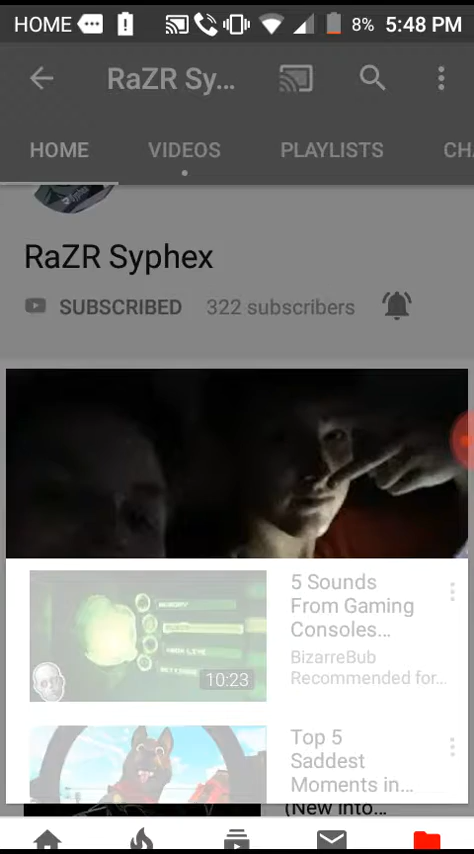 HOME 8% 5:48 PM
RaZR Sy...
HOME VIDEOS PLAYLISTS CH
RaZR Syphex
SUBSCRIBED 322 subscribers
5 Sounds
From Gaming
Consoles...
BizarreBub
Recommended for...
10:23
Top 5
Saddest
Moments in...
(New Into...